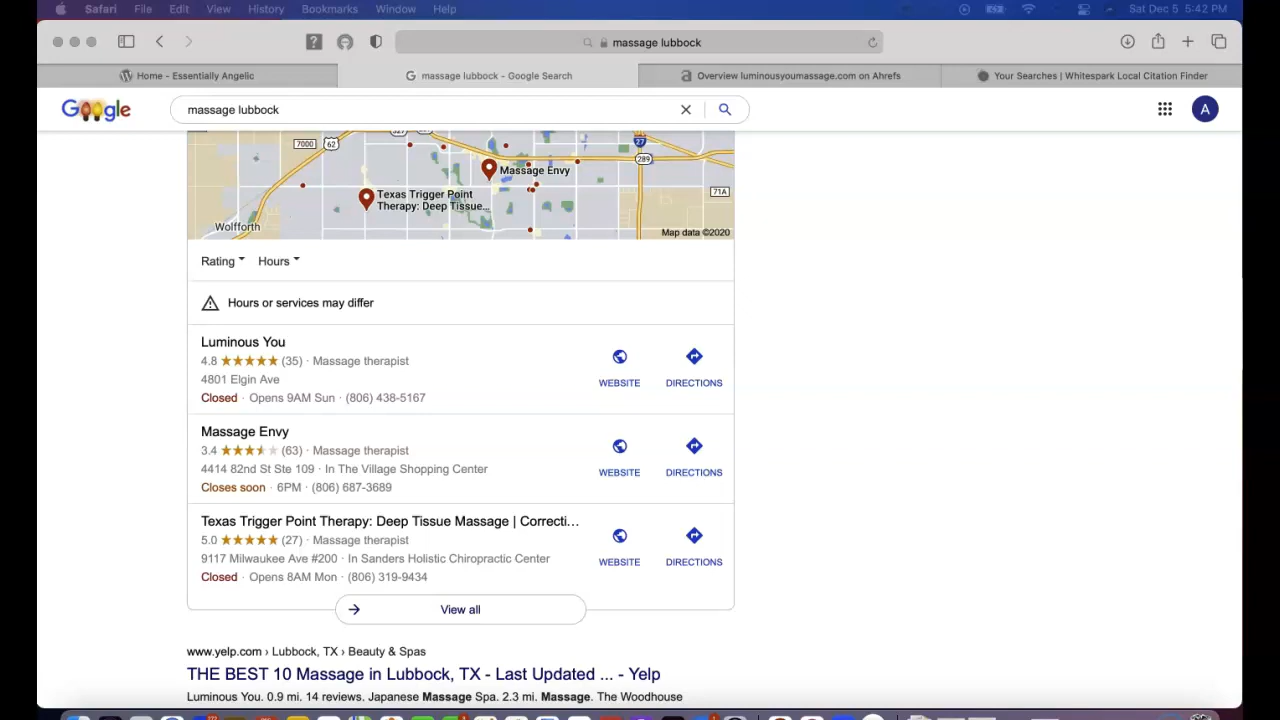 Safari File Edit View History Bookmarks Window Help Sat Dec 5 5:42 PM
massage lubbock
Home - Essentially Angelic
massage lubbock - Google Search
Overview luminousyoumassage.com on Ahrefs
Your Searches | Whitespark Local Citation Finder
Google
massage lubbock
A
7000
62
27
289
71A
Massage Envy
Texas Trigger Point
Therapy: Deep Tissue...
Wolfforth
Map data ©2020
Rating Hours
Hours or services may differ
Luminous You
4.8 (35) · Massage therapist
4801 Elgin Ave
Closed · Opens 9AM Sun · (806) 438-5167
WEBSITE DIRECTIONS
Massage Envy
3.4 (63) · Massage therapist
4414 82nd St Ste 109 · In The Village Shopping Center
Closes soon · 6PM · (806) 687-3689
WEBSITE DIRECTIONS
Texas Trigger Point Therapy: Deep Tissue Massage | Correcti...
5.0 (27) · Massage therapist
9117 Milwaukee Ave #200 · In Sanders Holistic Chiropractic Center
Closed · Opens 8AM Mon · (806) 319-9434
WEBSITE DIRECTIONS
View all
www.yelp.com › Lubbock, TX › Beauty & Spas
THE BEST 10 Massage in Lubbock, TX - Last Updated ... - Yelp
Luminous You. 0.9 mi. 14 reviews. Japanese Massage Spa. 2.3 mi. Massage. The Woodhouse